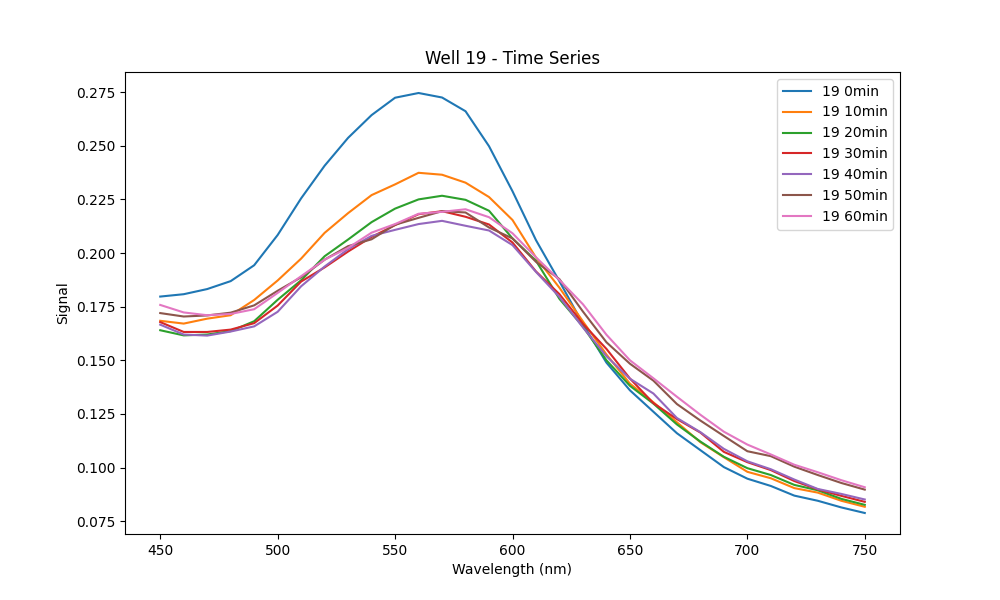 Well 19 - Time Series
Signal
0.275
0.250
0.225
0.200
0.175
0.150
0.125
0.100
0.075
450
500
550
600
650
700
750
Wavelength (nm)
19 0min
19 10min
19 20min
19 30min
19 40min
19 50min
19 60min